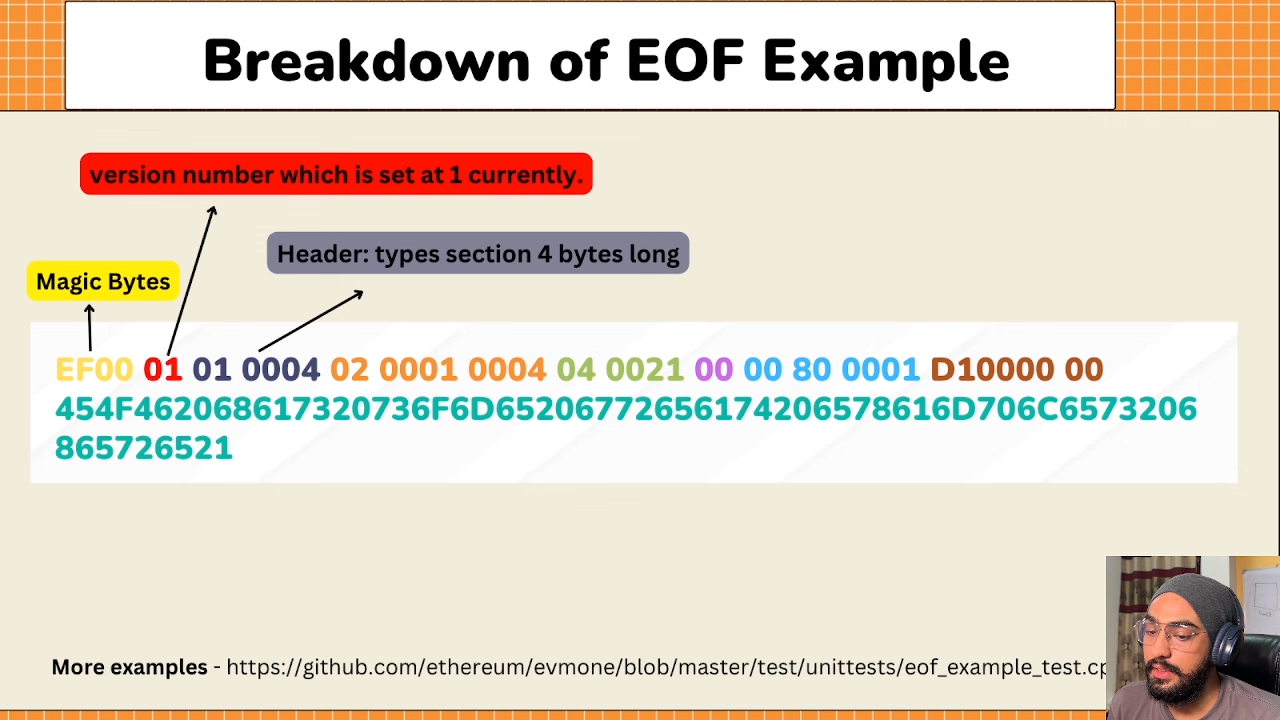 Breakdown of EOF Example
version number which is set at 1 currently.
Header: types section 4 bytes long
Magic Bytes
EF00 01 01 0004 02 0001 0004 04 0021 00 00 80 0001 D10000 00
454F462068617320736F6D65206772656174206578616D706C6573206
865726521
More examples - https://github.com/ethereum/evmone/blob/master/test/unittests/eof_example_test.cp